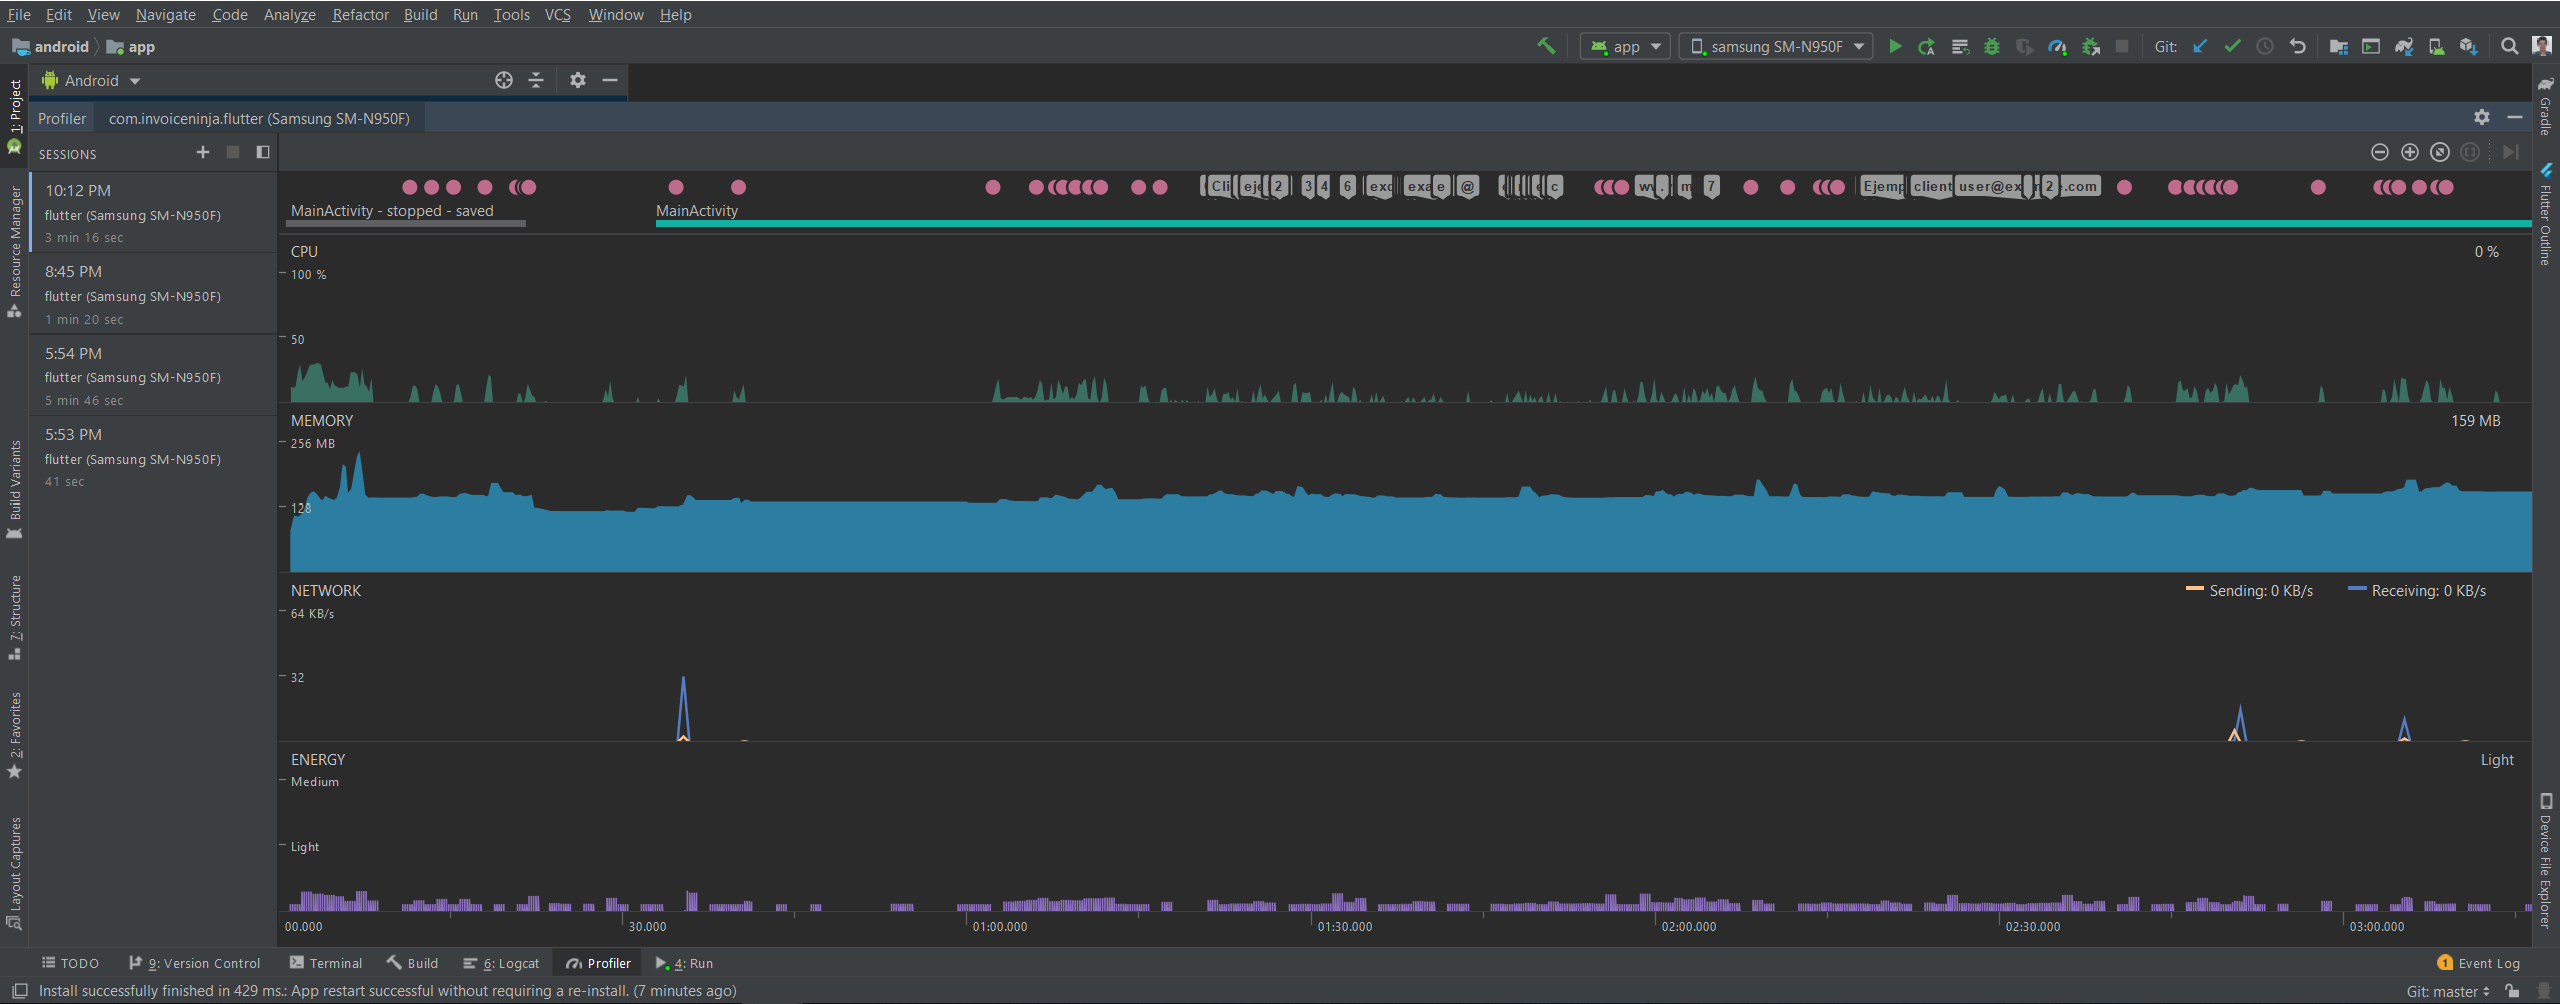 File Edit View Navigate Code Analyze Refactor Build Run Tools VCS Window Help
android app
app samsung SM-N950F Git:
Android
Profiler com.invoiceninja.flutter (Samsung SM-N950F)
SESSIONS
10:12 PM
flutter (Samsung SM-N950F)
3 min 16 sec
8:45 PM
flutter (Samsung SM-N950F)
1 min 20 sec
5:54 PM
flutter (Samsung SM-N950F)
5 min 46 sec
5:53 PM
flutter (Samsung SM-N950F)
41 sec
Cli eje 2 3 4 6 exa e @ e c m 7 Ejemp client user@ex 2 .com
MainActivity - stopped - saved MainActivity
CPU 0 %
100 %
50
MEMORY 159 MB
256 MB
128
NETWORK Sending: 0 KB/s Receiving: 0 KB/s
64 KB/s
32
ENERGY Light
Medium
Light
00.000 30.000 01:00.000 01:30.000 02:00.000 02:30.000 03:00.000
1: Project
Resource Manager
Build Variants
7: Structure
2: Favorites
Layout Captures
Gradle
Flutter Outline
Device File Explorer
TODO 9: Version Control Terminal Build 6: Logcat Profiler 4: Run 1 Event Log
Install successfully finished in 429 ms.: App restart successful without requiring a re-install. (7 minutes ago) Git: master